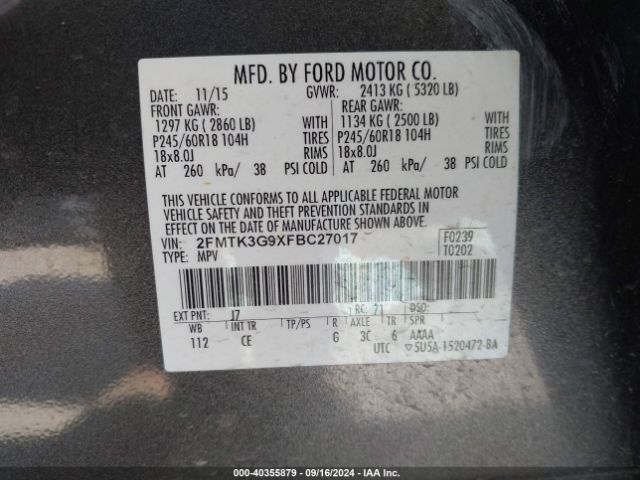 MFD. BY FORD MOTOR CO.
DATE: 11/15 GVWR: 2413 KG ( 5320 LB)
FRONT GAWR: REAR GAWR:
1297 KG ( 2860 LB) WITH 1134 KG ( 2500 LB) WITH
P245/60R18 104H TIRES P245/60R18 104H TIRES
18x8.0J RIMS 18x8.0J RIMS
AT 260 kPa/ 38 PSI COLD AT 260 kPa/ 38 PSI COLD
THIS VEHICLE CONFORMS TO ALL APPLICABLE FEDERAL MOTOR
VEHICLE SAFETY AND THEFT PREVENTION STANDARDS IN
EFFECT ON THE DATE OF MANUFACTURE SHOWN ABOVE.
VIN: 2FMTK3G9XFBC27017 F0239
TYPE: MPV T0202
EXT PNT: J7 RC: 71 DSO:
WB INT TR TP/PS R AXLE TR SPR
112 CE G 3C 6 AAAA
UTC ▽5U5A-1520472-BA
000-40355879 - 09/16/2024 - IAA Inc.